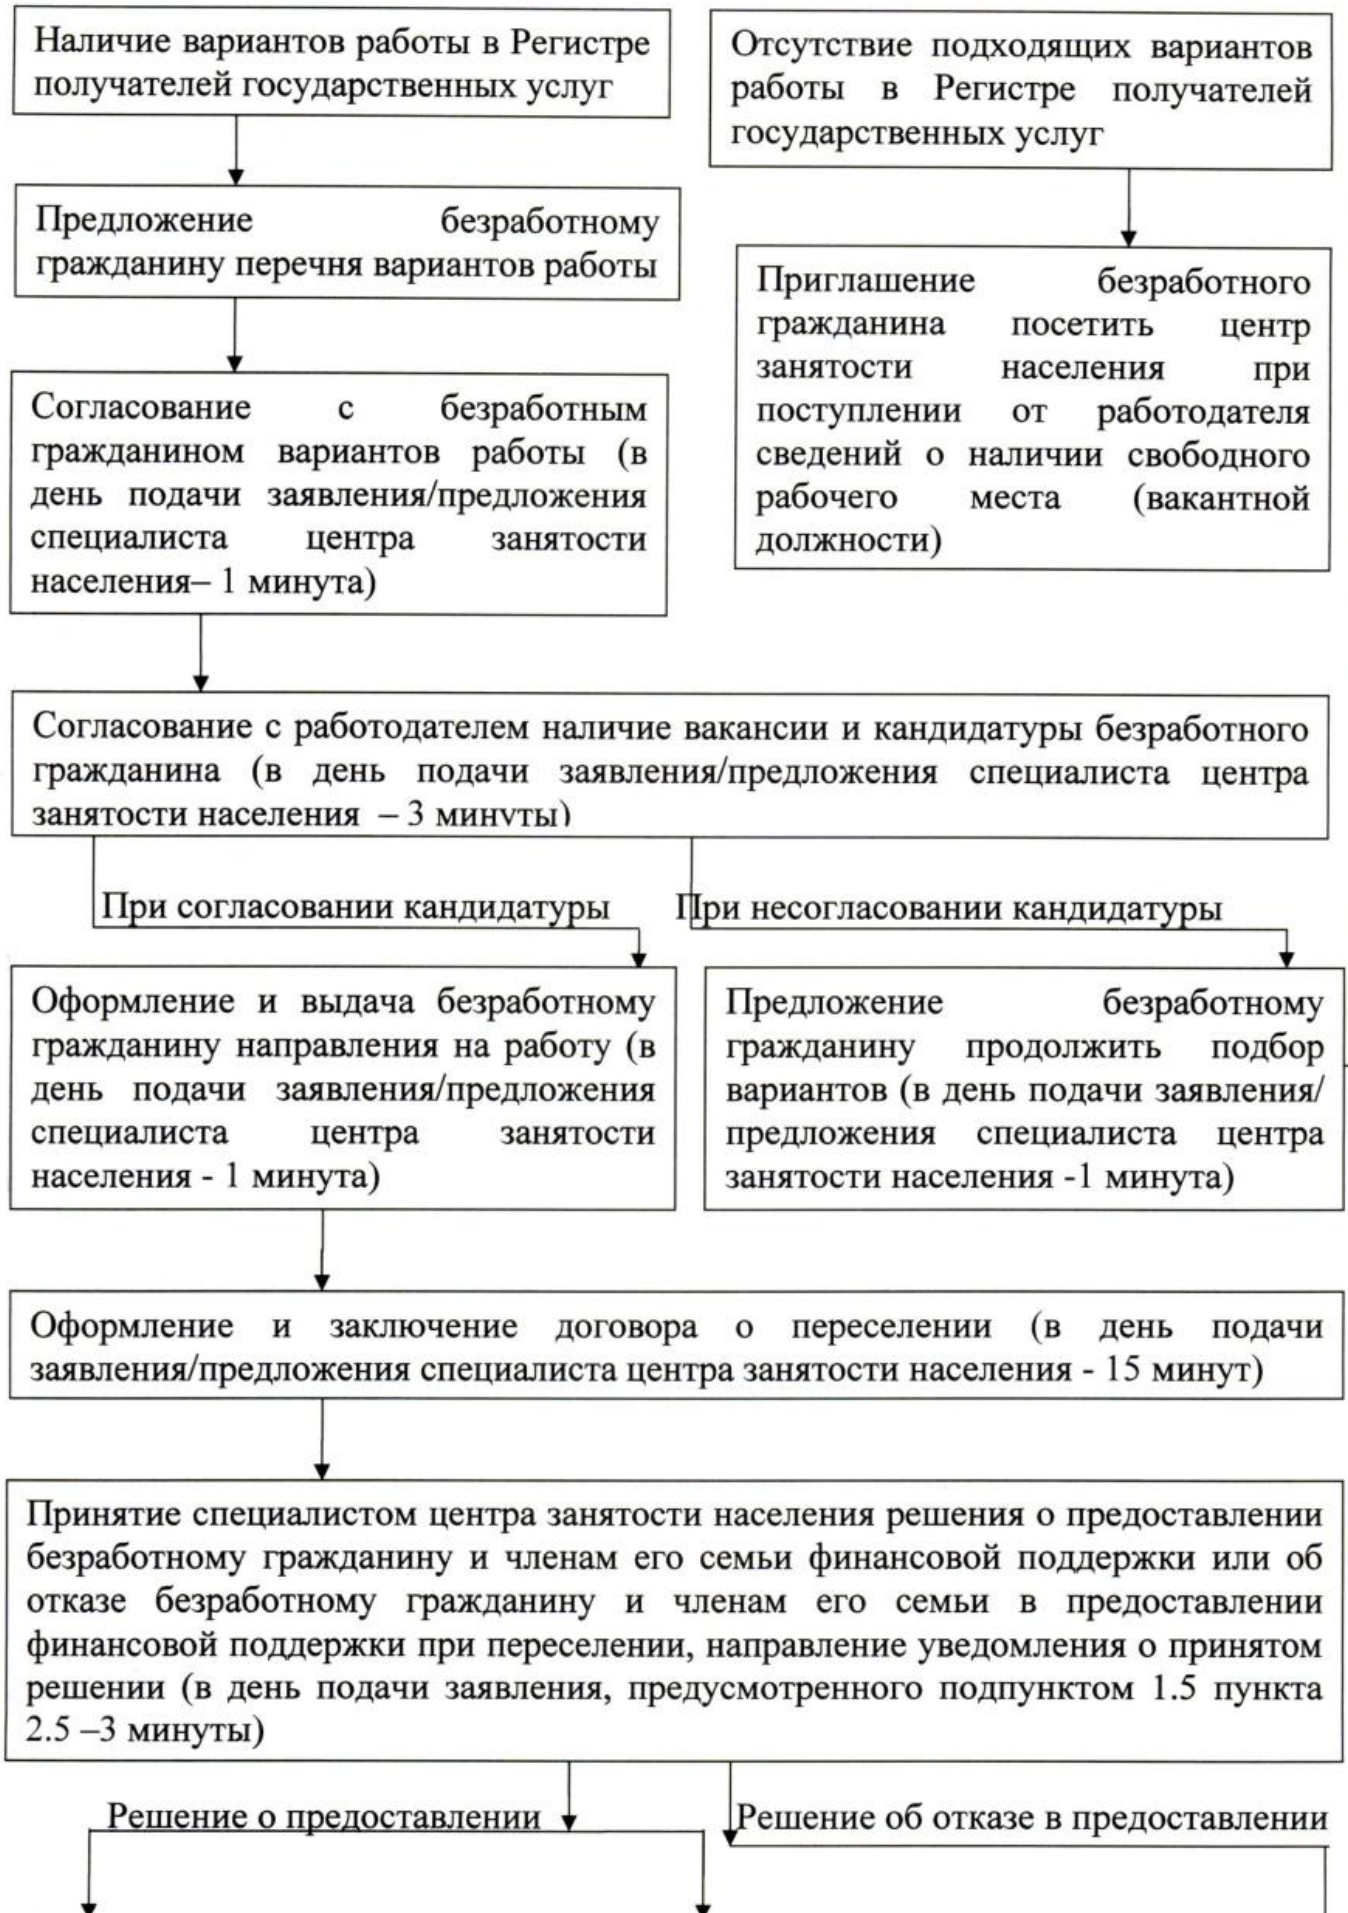 Наличие вариантов работы в Регистре
получателей государственных услуг
Отсутствие подходящих вариантов
работы в Регистре получателей
государственных услуг
Предложение безработному
гражданину перечня вариантов работы
Приглашение безработного
гражданина посетить центр
занятости населения при
поступлении от работодателя
сведений о наличии свободного
рабочего места (вакантной
должности)
Согласование с безработным
гражданином вариантов работы (в
день подачи заявления/предложения
специалиста центра занятости
населения– 1 минута)
Согласование с работодателем наличие вакансии и кандидатуры безработного
гражданина (в день подачи заявления/предложения специалиста центра
занятости населения – 3 минуты)
При согласовании кандидатуры
При несогласовании кандидатуры
Оформление и выдача безработному
гражданину направления на работу (в
день подачи заявления/предложения
специалиста центра занятости
населения - 1 минута)
Предложение безработному
гражданину продолжить подбор
вариантов (в день подачи заявления/
предложения специалиста центра
занятости населения -1 минута)
Оформление и заключение договора о переселении (в день подачи
заявления/предложения специалиста центра занятости населения - 15 минут)
Принятие специалистом центра занятости населения решения о предоставлении
безработному гражданину и членам его семьи финансовой поддержки или об
отказе безработному гражданину и членам его семьи в предоставлении
финансовой поддержки при переселении, направление уведомления о принятом
решении (в день подачи заявления, предусмотренного подпунктом 1.5 пункта
2.5 –3 минуты)
Решение о предоставлении
Решение об отказе в предоставлении